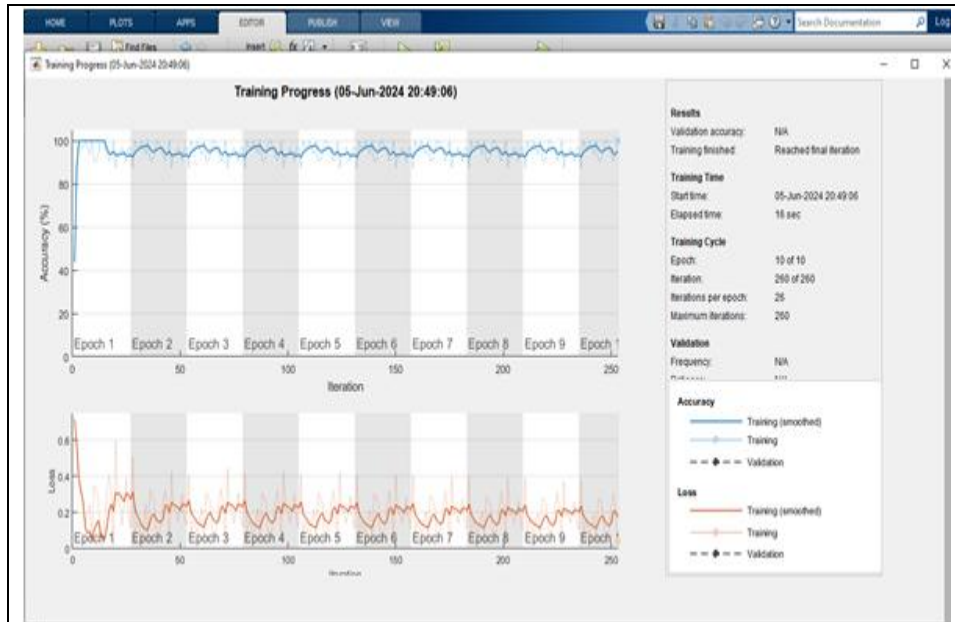 HOME PLOTS APPS EDITOR PUBLISH VIEW Search Documentation Log
Find Files Insert fx
Training Progress (05-Jun-2024 20:49:06)
Training Progress (05-Jun-2024 20:49:06)
Accuracy (%)
100
80
60
40
20
0
Epoch 1 Epoch 2 Epoch 3 Epoch 4 Epoch 5 Epoch 6 Epoch 7 Epoch 8 Epoch 9 Epoch 1
0 50 100 150 200 250
Iteration
Loss
0.6
0.4
0.2
0
Epoch 1 Epoch 2 Epoch 3 Epoch 4 Epoch 5 Epoch 6 Epoch 7 Epoch 8 Epoch 9 Epoch
0 50 100 150 200 250
Results
Validation accuracy: N/A
Training finished: Reached final iteration
Training Time
Start time: 05-Jun-2024 20:49:06
Elapsed time: 16 sec
Training Cycle
Epoch: 10 of 10
Iteration: 260 of 260
Iterations per epoch: 26
Maximum iterations: 260
Validation
Frequency: N/A
Accuracy
Training (smoothed)
Training
Validation
Loss
Training (smoothed)
Training
Validation